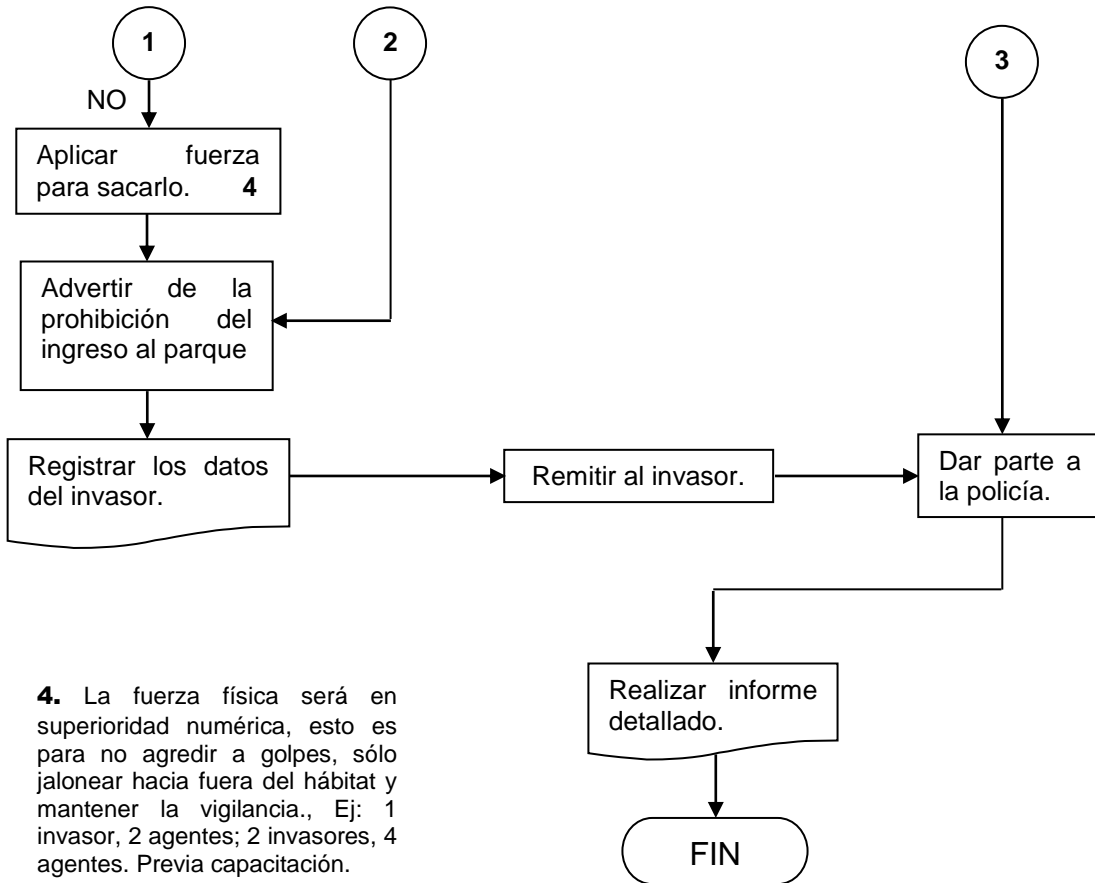 1
2
3
NO
Aplicar fuerza
para sacarlo. 4
Advertir de la
prohibición del
ingreso al parque
Registrar los datos
del invasor.
Remitir al invasor.
Dar parte a
la policía.
Realizar informe
detallado.
4. La fuerza física será en
superioridad numérica, esto es
para no agredir a golpes, sólo
jalonear hacia fuera del hábitat y
mantener la vigilancia., Ej: 1
invasor, 2 agentes; 2 invasores, 4
agentes. Previa capacitación.
FIN